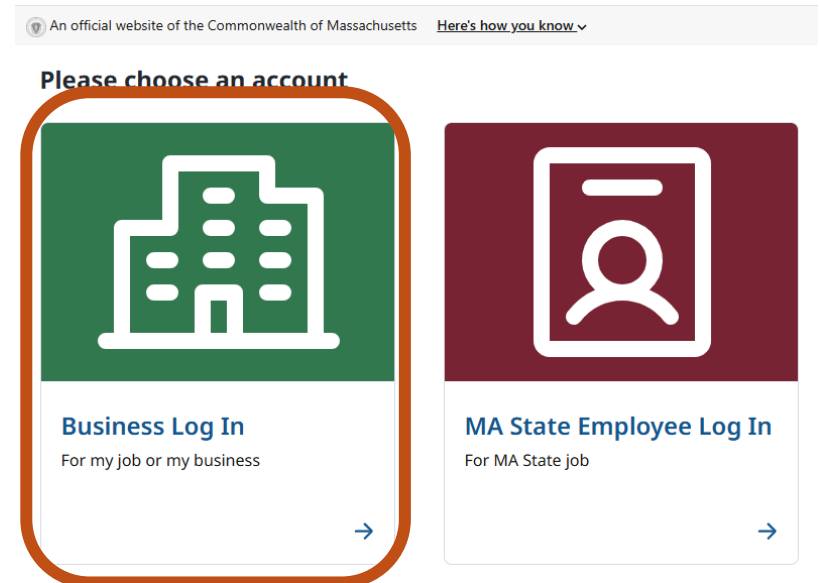 An official website of the Commonwealth of Massachusetts Here's how you know
Please choose an account
Business Log In
For my job or my business
MA State Employee Log In
For MA State job